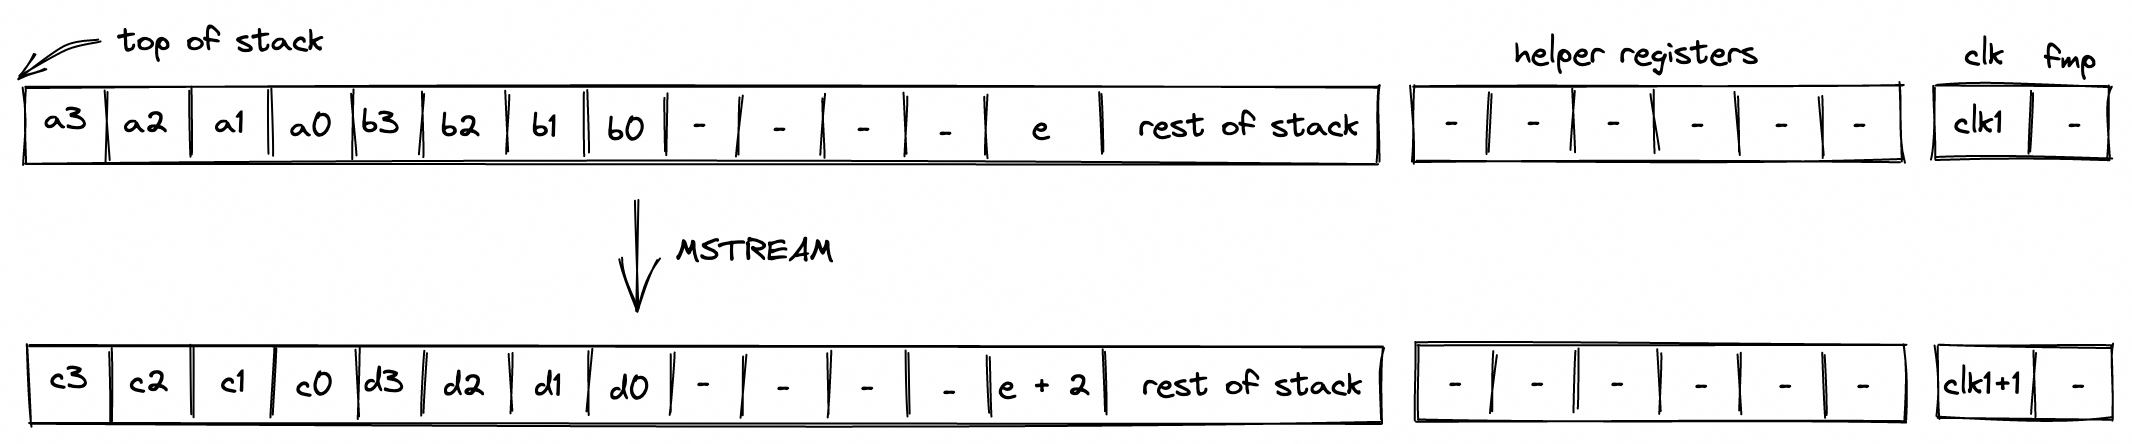 top of stack
helper registers clk fmp
a3 a2 a1 a0 b3 b2 b1 b0 - - - - e rest of stack - - - - - - clk1 -
MSTREAM
c3 c2 c1 c0 d3 d2 d1 d0 - - - - e + 2 rest of stack - - - - - - clk1+1 -